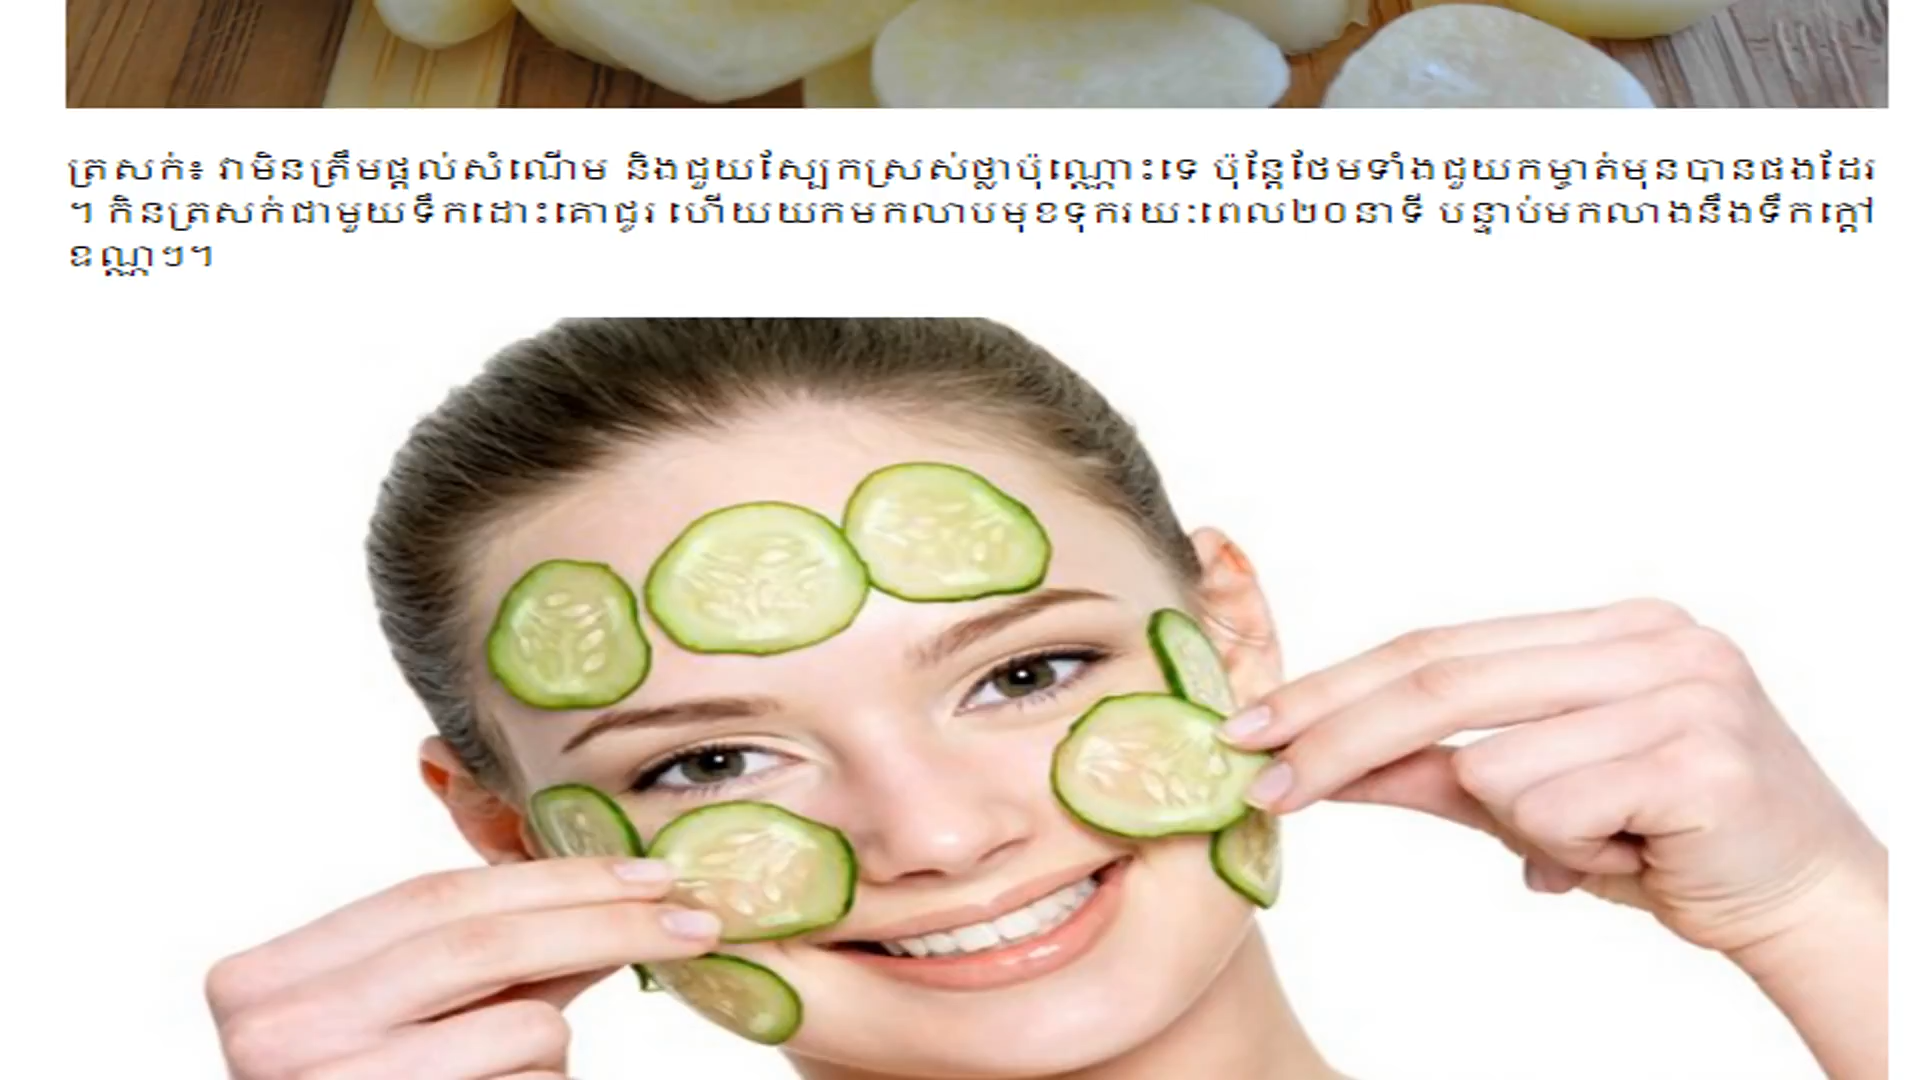 ត្រសក់៖ វាមិនត្រឹមផ្ដល់សំណើម និងជួយស្បែកស្រស់ថ្លាប៉ុណ្ណោះទេ ប៉ុន្តែថែមទាំងជួយកម្ចាត់មុនបានផងដែរ
។ កិនត្រសក់ជាមួយទឹកដោះគោជូរ ហើយយកមកលាបមុខទុករយៈពេល២០នាទី បន្ទាប់មកលាងនឹងទឹកក្ដៅ
ឧណ្ណៗ។